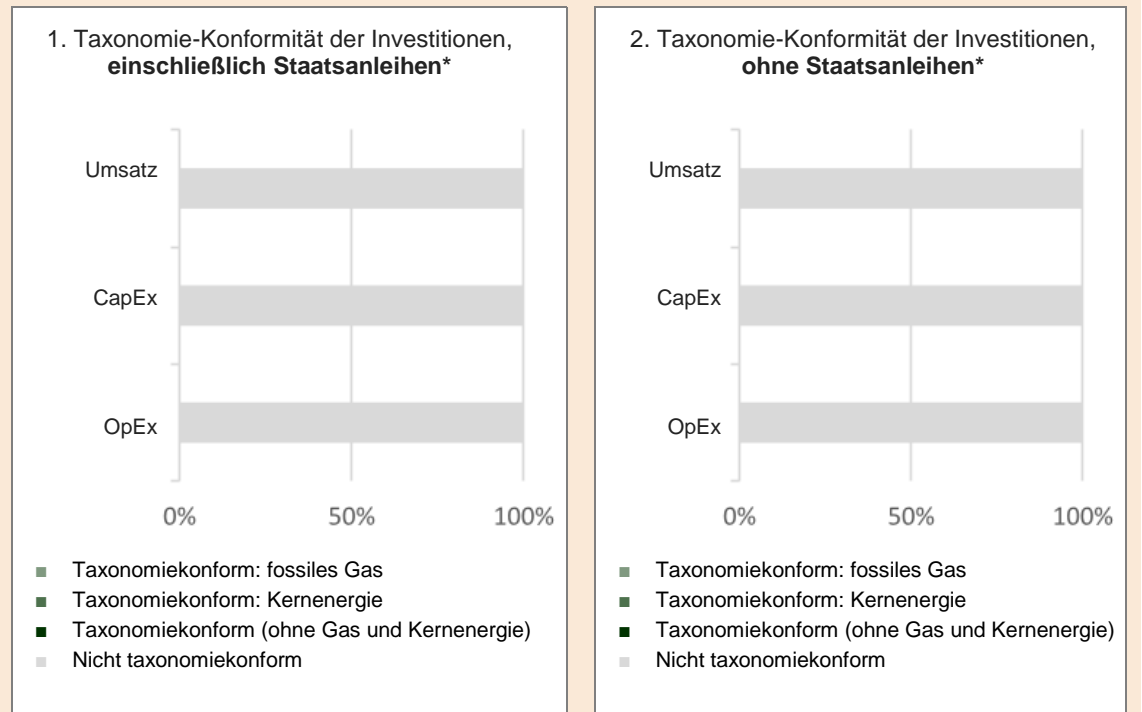 1. Taxonomie-Konformität der Investitionen,
einschließlich Staatsanleihen*
Umsatz
CapEx
OpEx
0% 50% 100%
■ Taxonomiekonform: fossiles Gas
■ Taxonomiekonform: Kernenergie
■ Taxonomiekonform (ohne Gas und Kernenergie)
■ Nicht taxonomiekonform
2. Taxonomie-Konformität der Investitionen,
ohne Staatsanleihen*
Umsatz
CapEx
OpEx
0% 50% 100%
■ Taxonomiekonform: fossiles Gas
■ Taxonomiekonform: Kernenergie
■ Taxonomiekonform (ohne Gas und Kernenergie)
■ Nicht taxonomiekonform